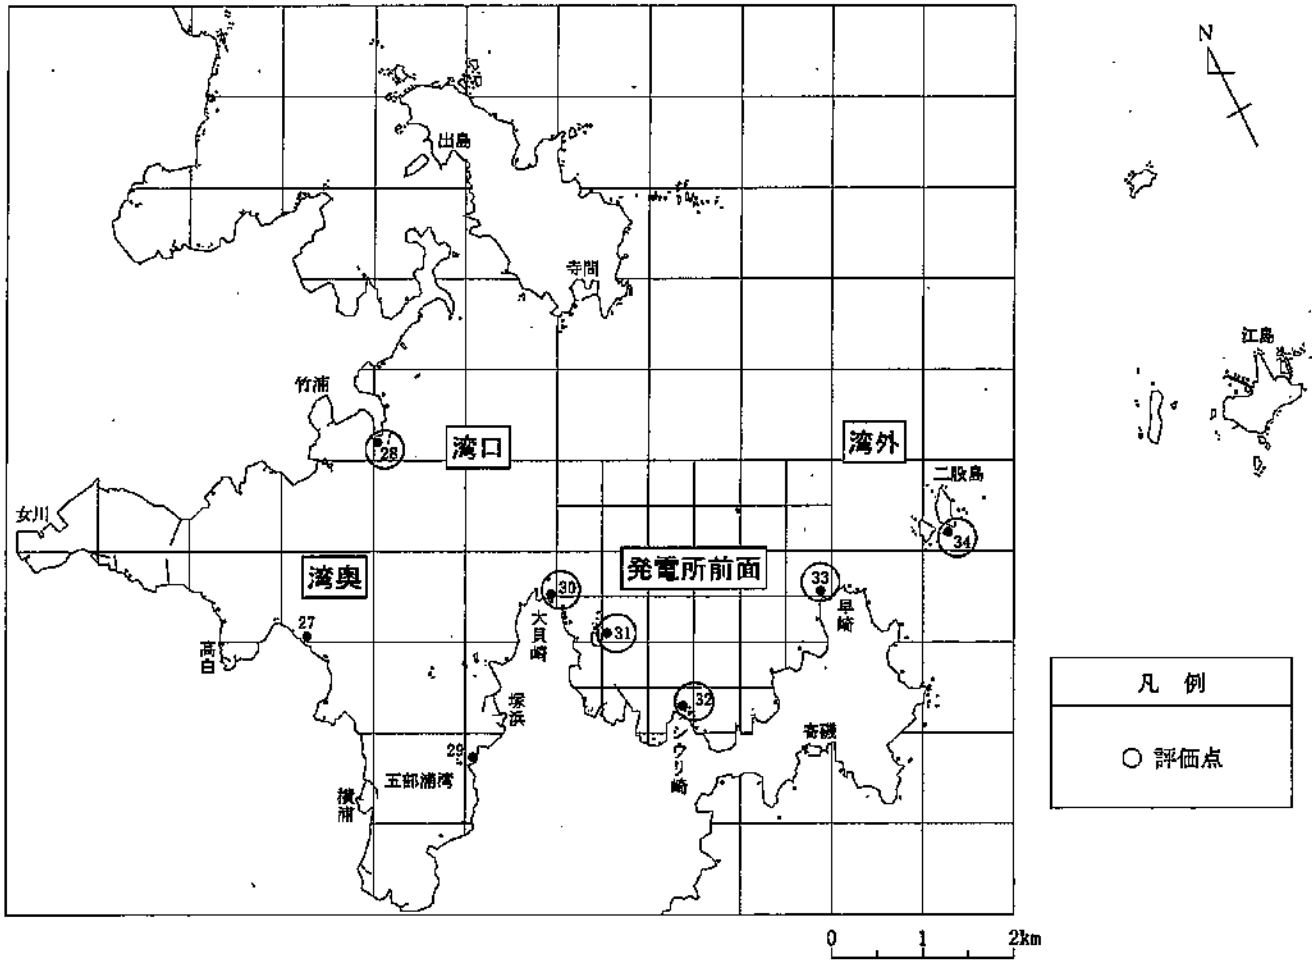 N
出島
寺間
江島
竹浦
28
湾口
湾外
二股島
34
女川
湾奥
発電所前面
30
33
27
31
大貝崎
早崎
高白
32
塚浜
シウリ崎
寄磯
29
五部浦湾
横浦
凡 例
評価点
0 1 2km